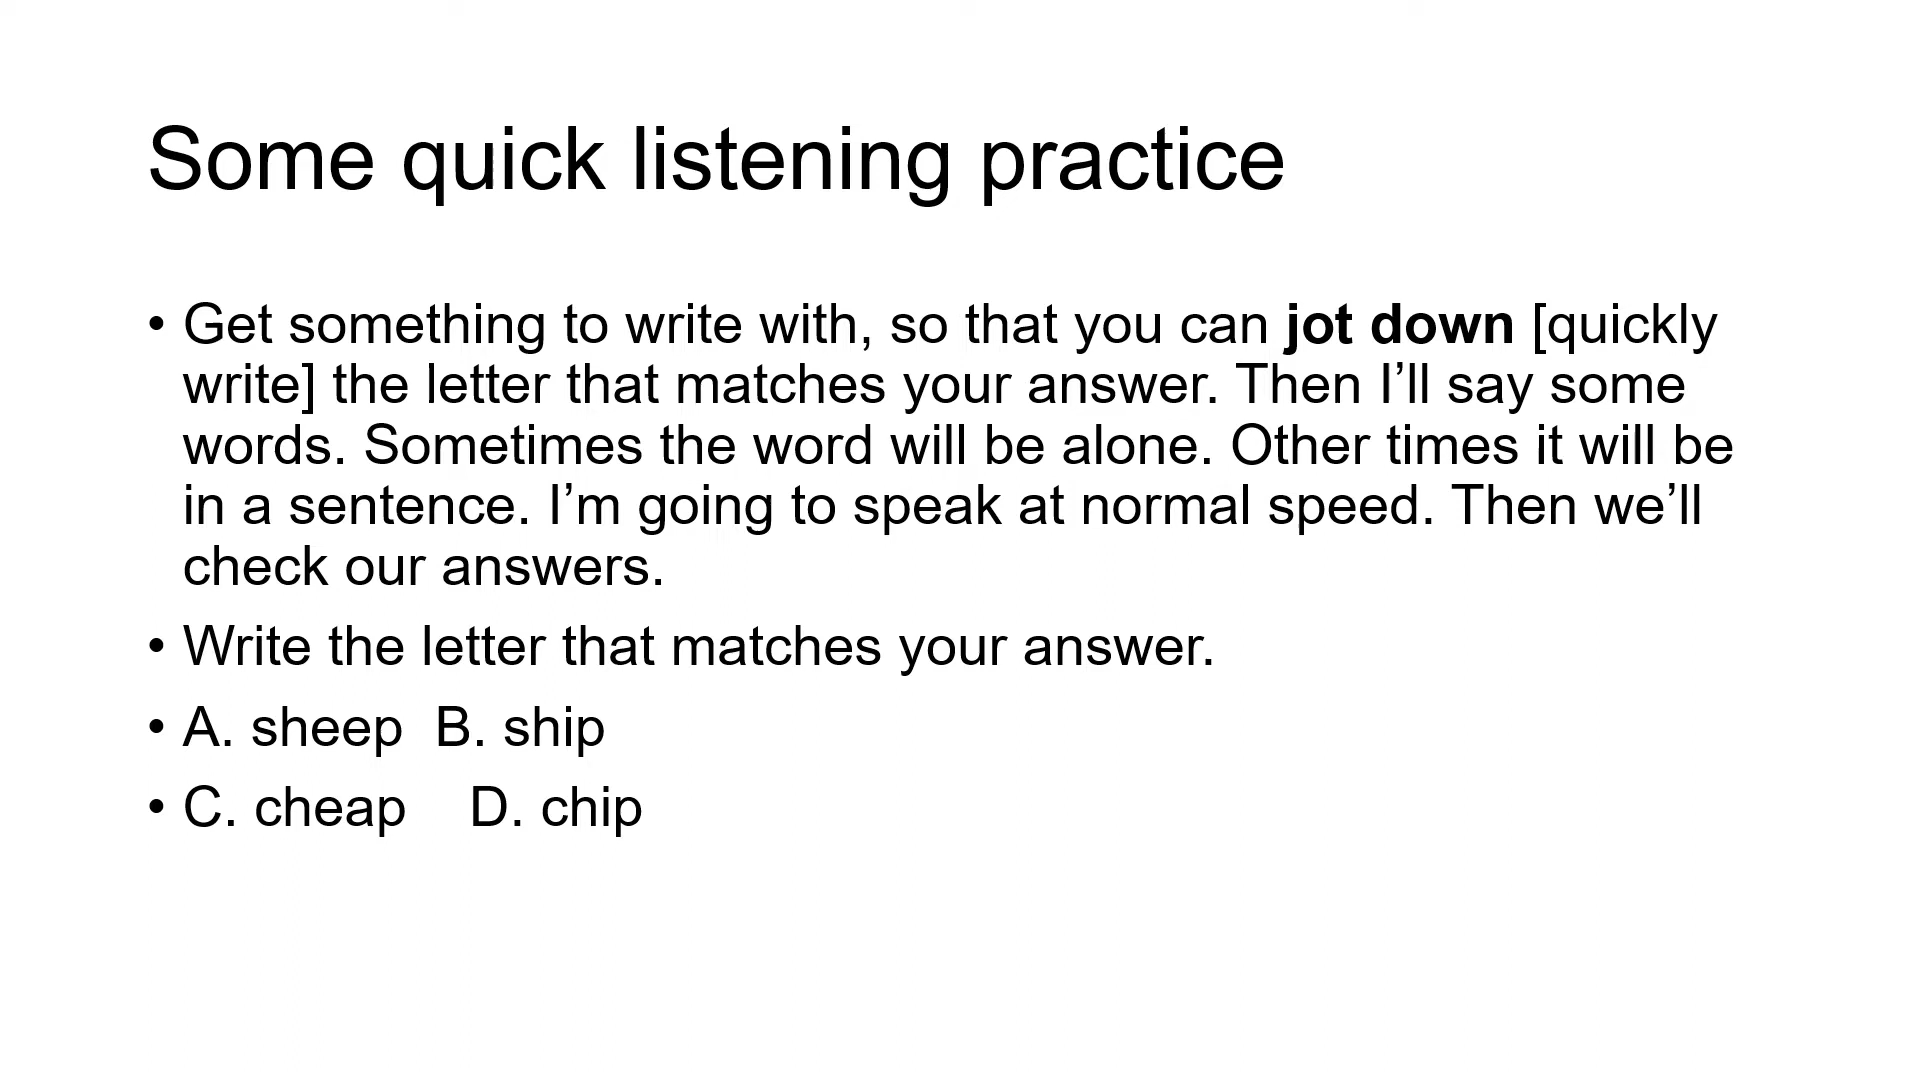 Some quick listening practice
• Get something to write with, so that you can jot down [quickly
write] the letter that matches your answer. Then I’ll say some
words. Sometimes the word will be alone. Other times it will be
in a sentence. I’m going to speak at normal speed. Then we’ll
check our answers.
• Write the letter that matches your answer.
• A. sheep  B. ship
• C. cheap    D. chip